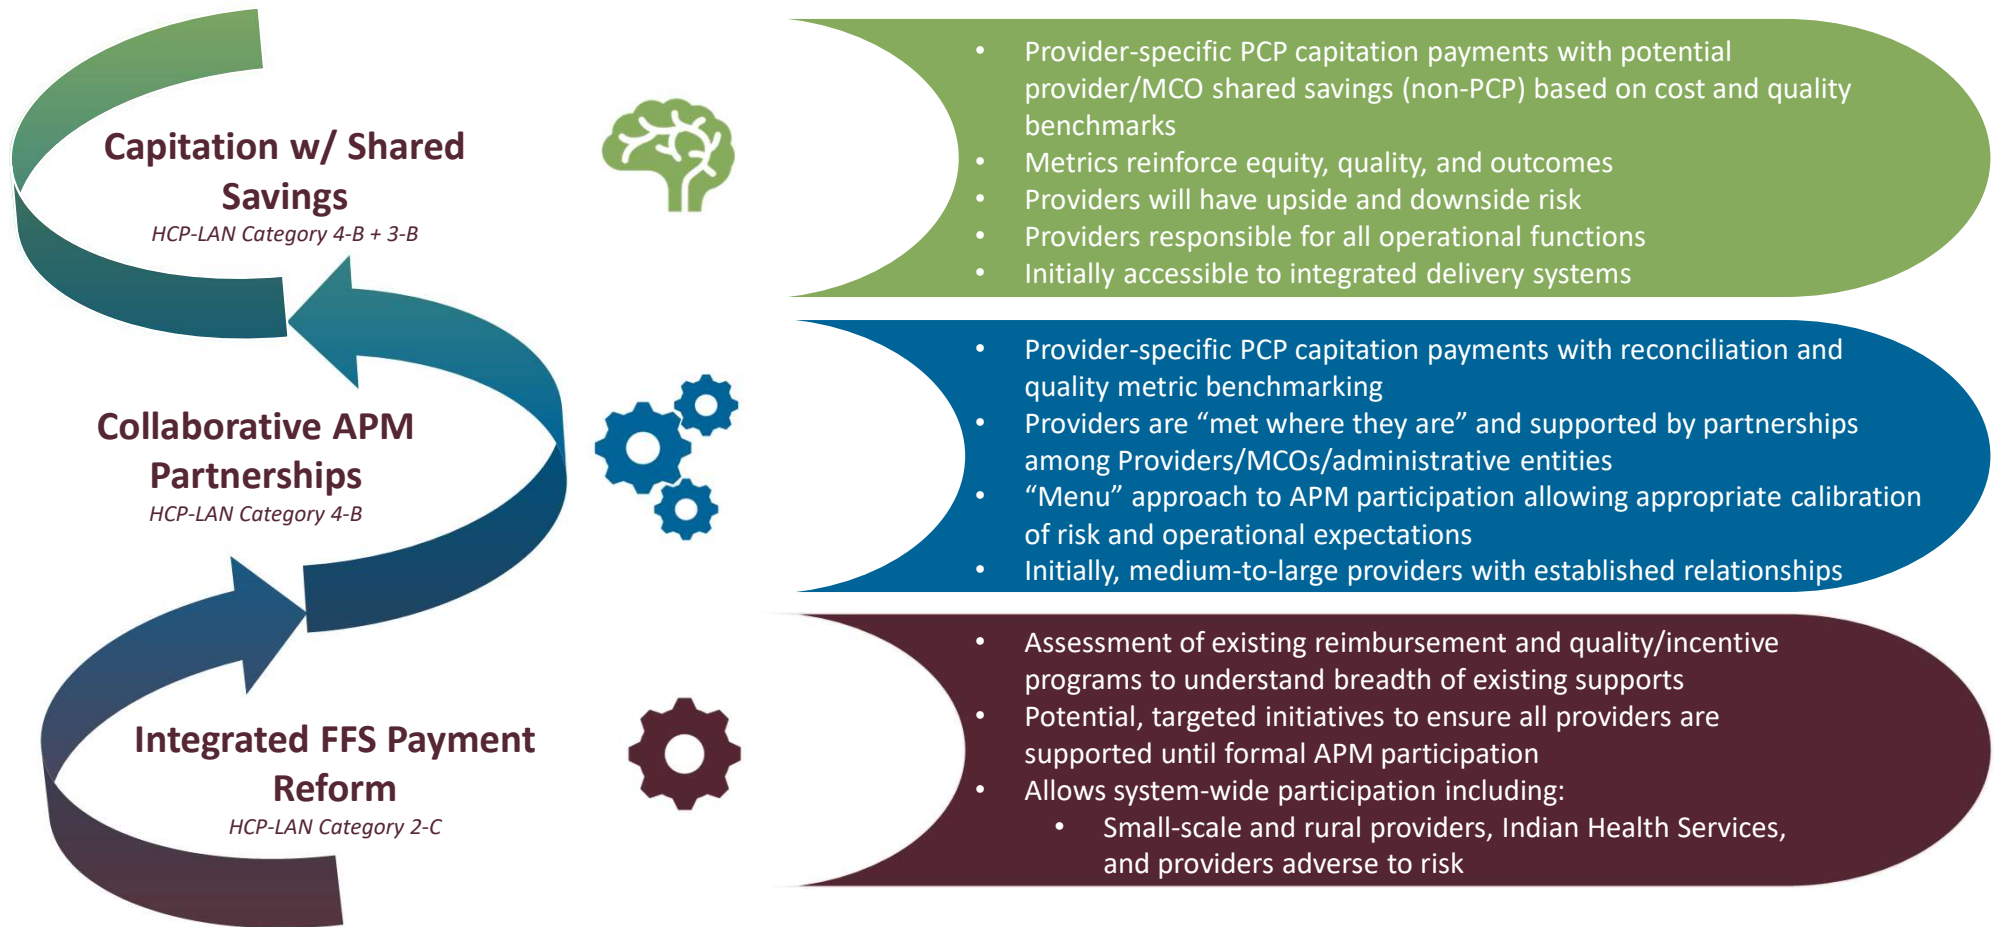 Capitation w/ Shared
Savings
HCP-LAN Category 4-B + 3-B
• Provider-specific PCP capitation payments with potential
provider/MCO shared savings (non-PCP) based on cost and quality
benchmarks
• Metrics reinforce equity, quality, and outcomes
• Providers will have upside and downside risk
• Providers responsible for all operational functions
• Initially accessible to integrated delivery systems
Collaborative APM
Partnerships
HCP-LAN Category 4-B
• Provider-specific PCP capitation payments with reconciliation and
quality metric benchmarking
• Providers are “met where they are” and supported by partnerships
among Providers/MCOs/administrative entities
• “Menu” approach to APM participation allowing appropriate calibration
of risk and operational expectations
• Initially, medium-to-large providers with established relationships
Integrated FFS Payment
Reform
HCP-LAN Category 2-C
• Assessment of existing reimbursement and quality/incentive
programs to understand breadth of existing supports
• Potential, targeted initiatives to ensure all providers are
supported until formal APM participation
• Allows system-wide participation including:
• Small-scale and rural providers, Indian Health Services,
and providers adverse to risk